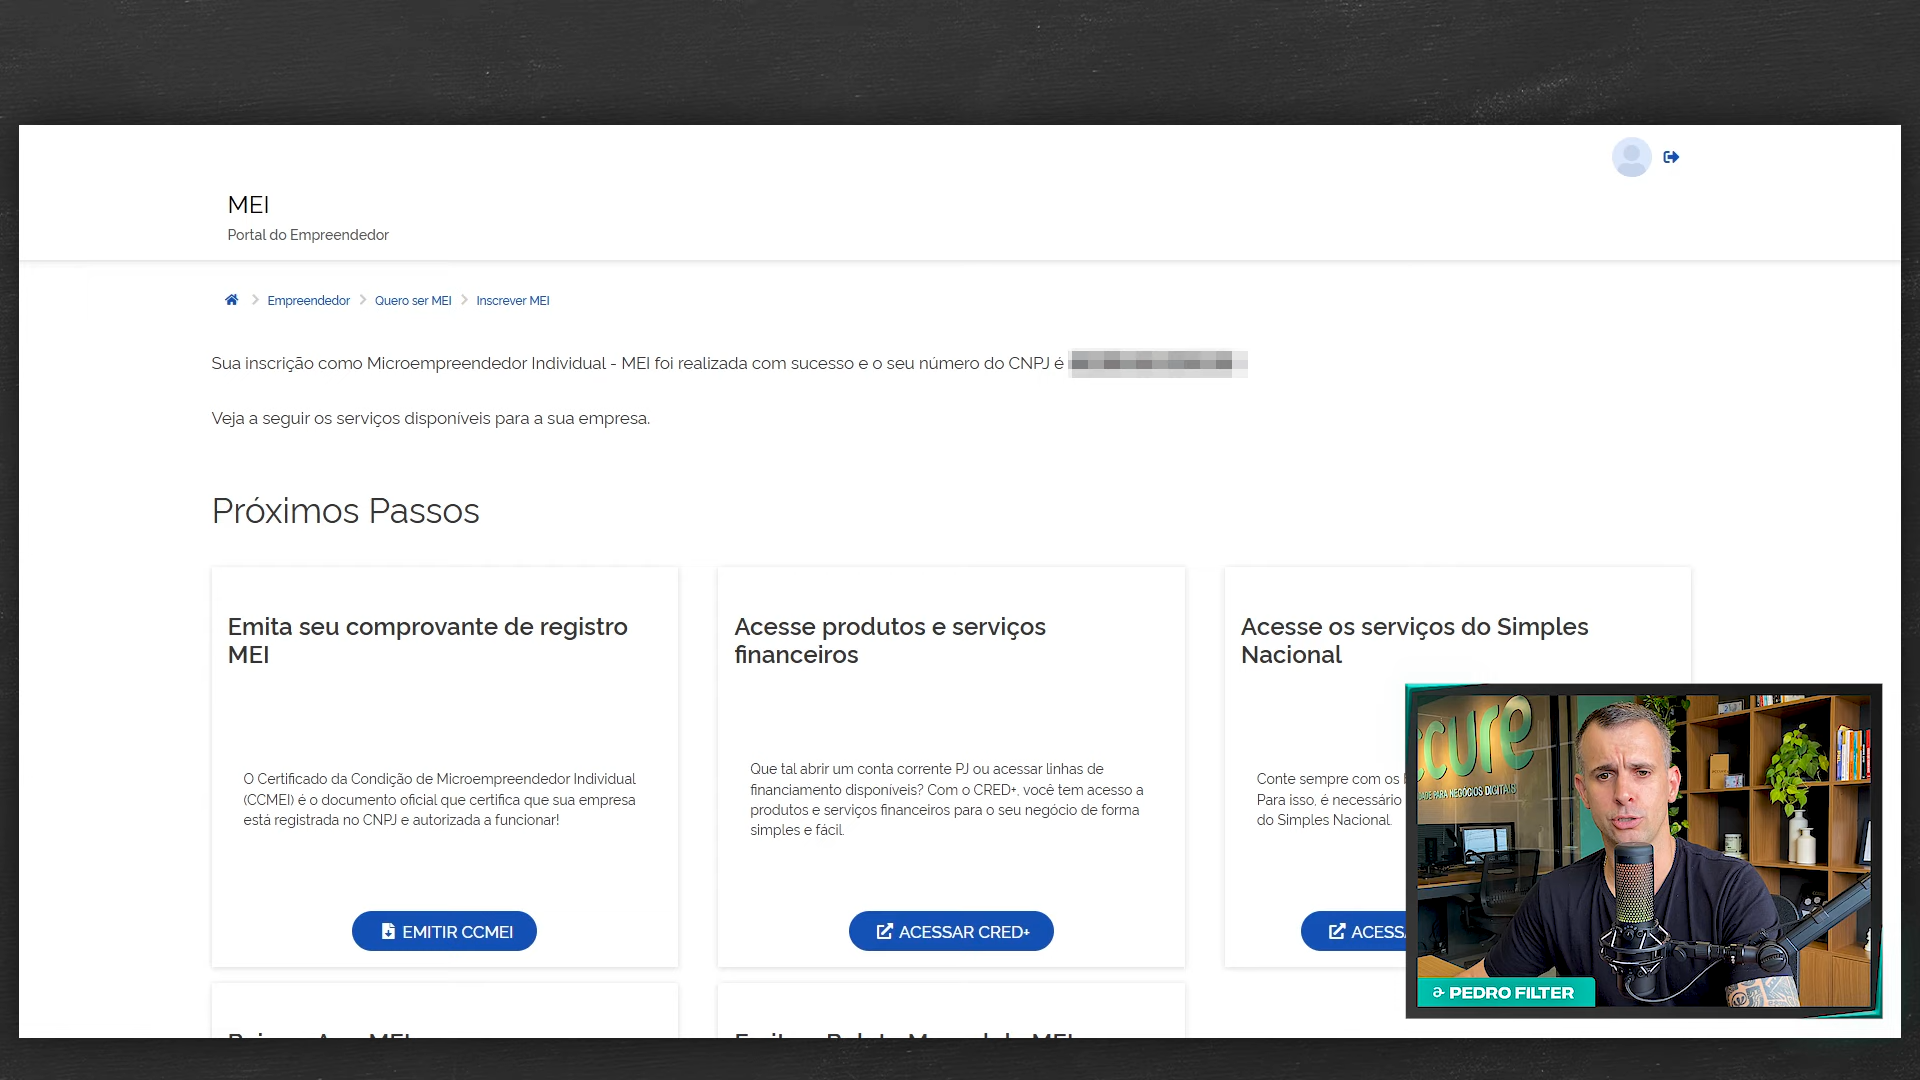 MEI
Portal do Empreendedor
Empreendedor
Quero ser MEI
Inscrever MEI
Sua inscrição como Microempreendedor Individual - MEI foi realizada com sucesso e o seu número do CNPJ é
Veja a seguir os serviços disponíveis para a sua empresa.
Próximos Passos
Emita seu comprovante de registro
MEI
O Certificado da Condição de Microempreendedor Individual
(CCMEI) é o documento oficial que certifica que sua empresa
está registrada no CNPJ e autorizada a funcionar!
EMITIR CCMEI
Acesse produtos e serviços
financeiros
Que tal abrir um conta corrente PJ ou acessar linhas de
financiamento disponíveis? Com o CRED+, você tem acesso a
produtos e serviços financeiros para o seu negócio de forma
simples e fácil.
ACESSAR CRED+
Acesse os serviços do Simples
Nacional
Conte sempre com os
Para isso, é necessário
do Simples Nacional.
ccure
PARA NEGÓCIOS DIGITAIS
PEDRO FILTER
MEI
MEI